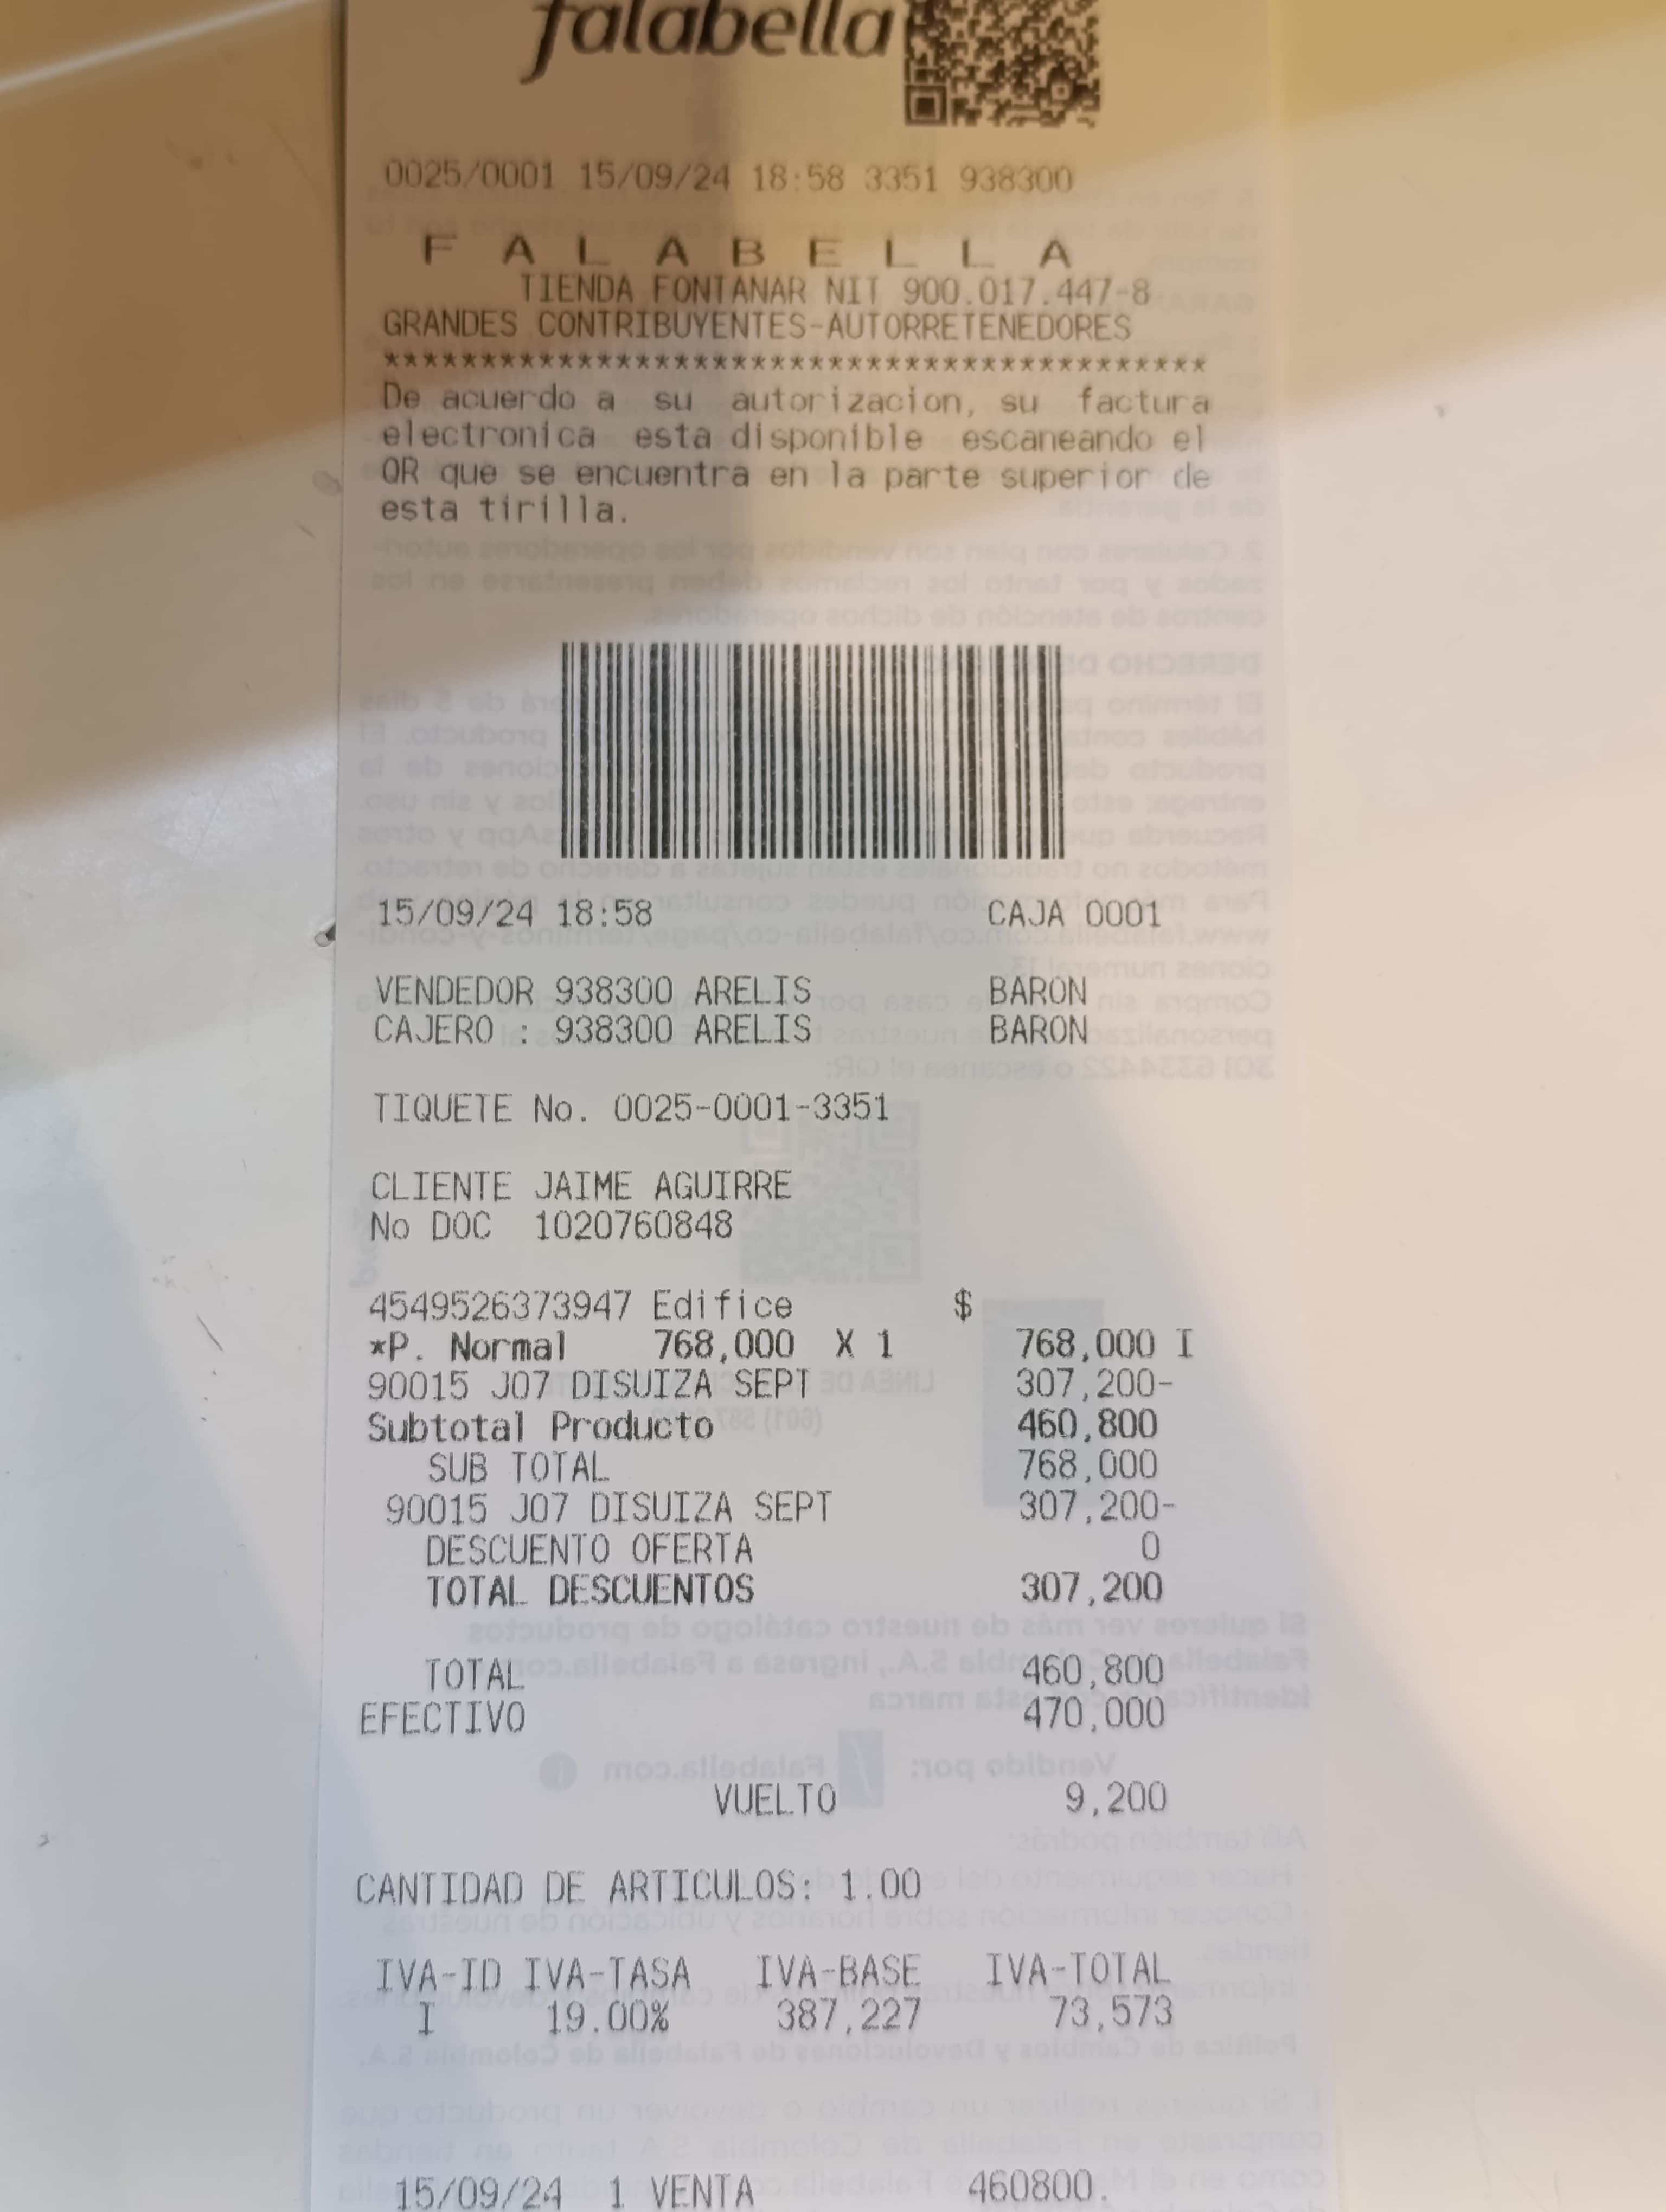 falabella
0025/0001 15/09/24 18:58 3351 938300
F A L A B E L L A
TIENDA FONTANAR NIT 900.017.447-8
GRANDES CONTRIBUYENTES-AUTORRETENEDORES
******************************************
De acuerdo a su autorizacion, su factura
electronica esta disponible escaneando el
QR que se encuentra en la parte superior de
esta tirilla.
15/09/24 18:58 CAJA 0001
VENDEDOR 938300 ARELIS BARON
CAJERO : 938300 ARELIS BARON
TIQUETE No. 0025-0001-3351
CLIENTE JAIME AGUIRRE
No DOC 1020760848
4549526373947 Edifice $
*P. Normal 768,000 X 1 768,000 I
90015 J07 DISUIZA SEPT 307,200-
Subtotal Producto 460,800
SUB TOTAL 768,000
90015 J07 DISUIZA SEPT 307,200-
DESCUENTO OFERTA 0
TOTAL DESCUENTOS 307,200
TOTAL 460,800
EFECTIVO 470,000
VUELTO 9,200
CANTIDAD DE ARTICULOS: 1.00
IVA-ID IVA-TASA IVA-BASE IVA-TOTAL
I 19.00% 387,227 73,573
15/09/24 1 VENTA 460800.